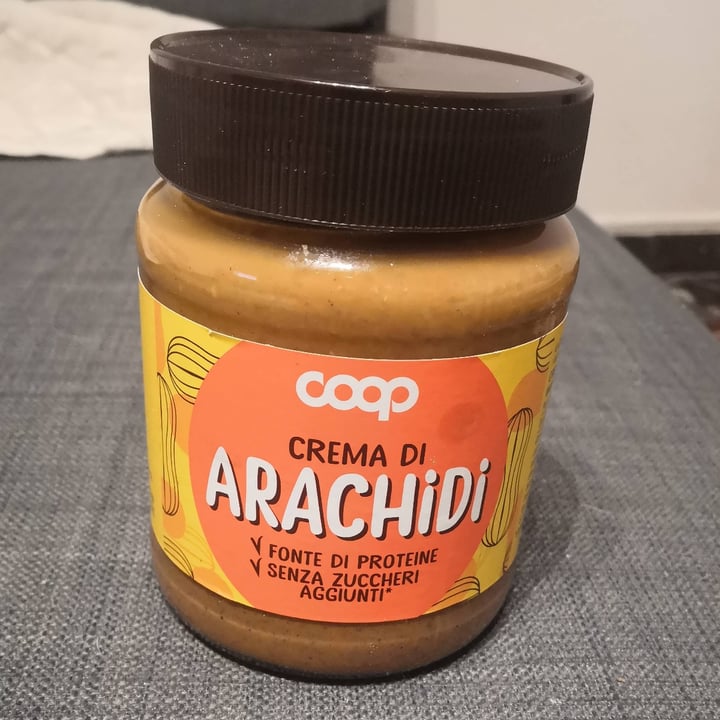 coop
CREMA DI
ARACHiDi
√ FONTE DI PROTEINE
√ SENZA ZUCCHERI
AGGIUNTI*